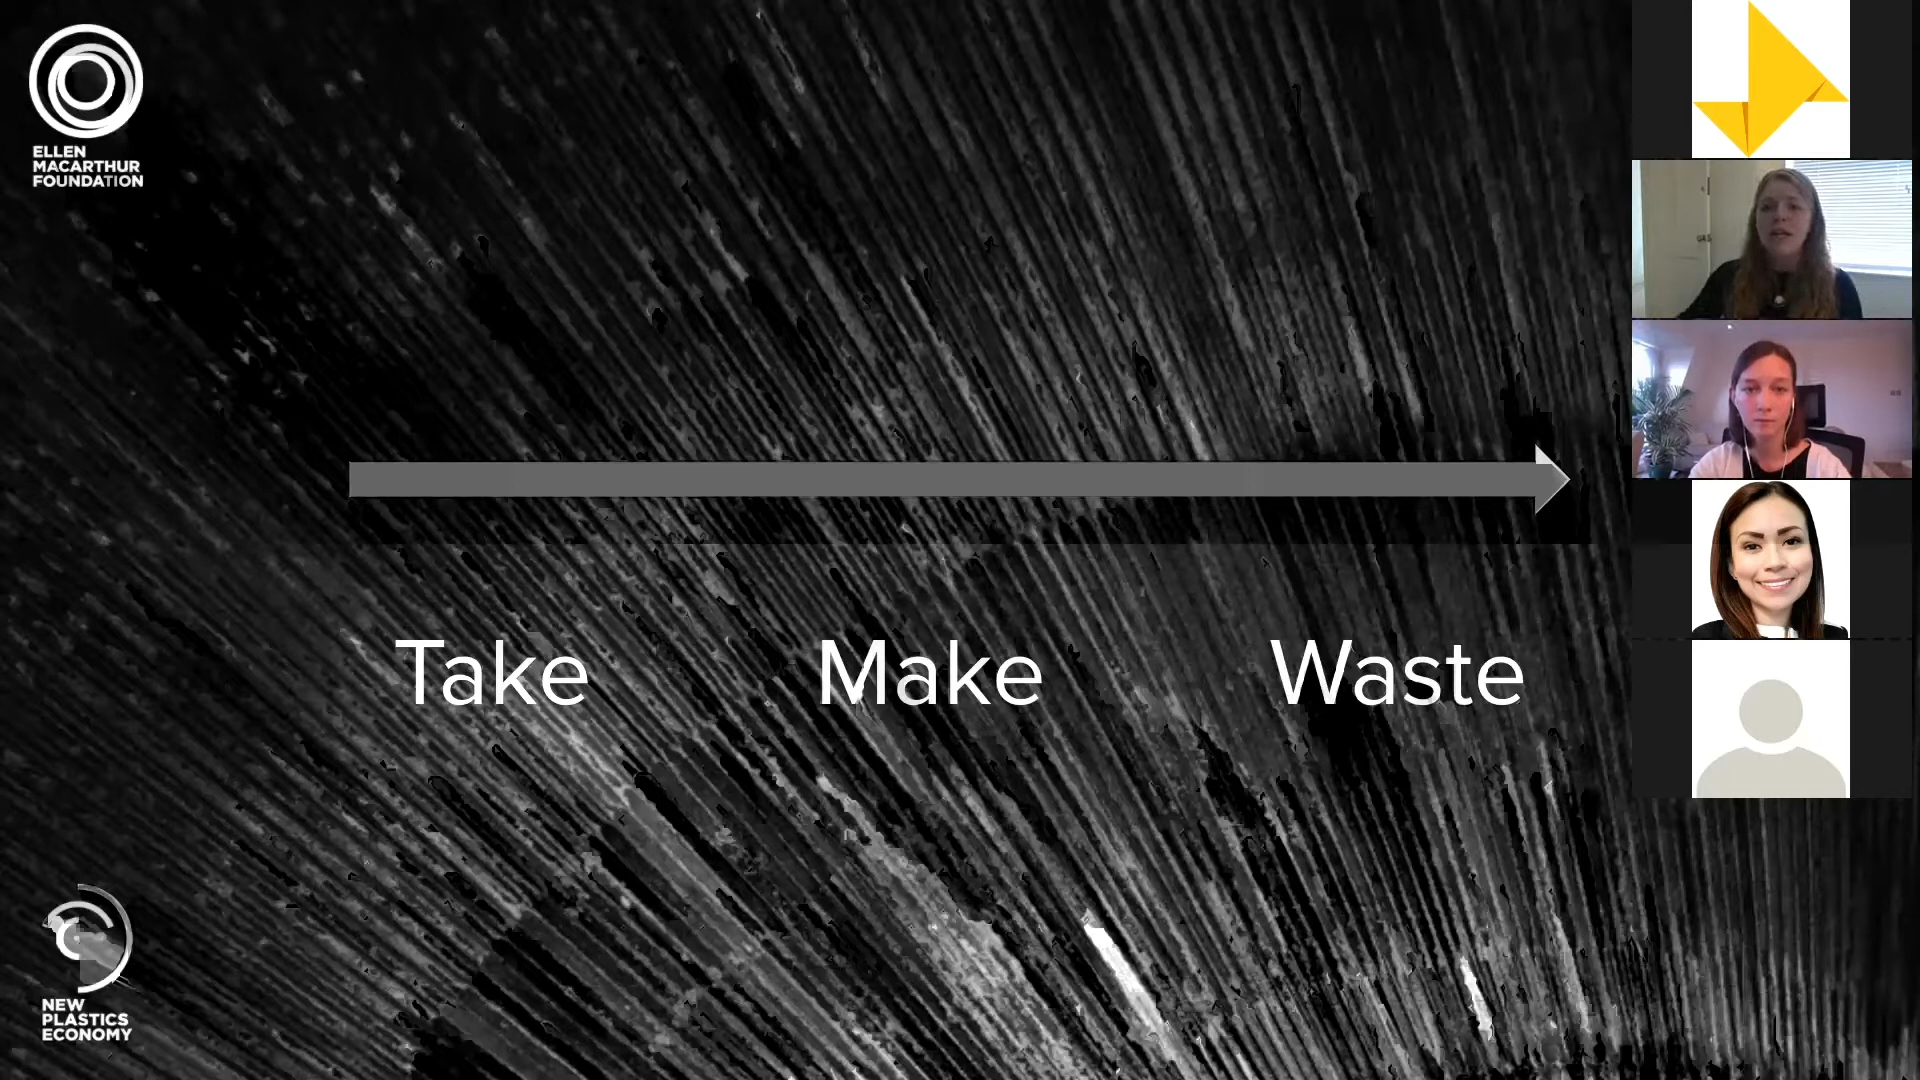 ELLEN
MACARTHUR
FOUNDATION
Take Make Waste
NEW
PLASTICS
ECONOMY